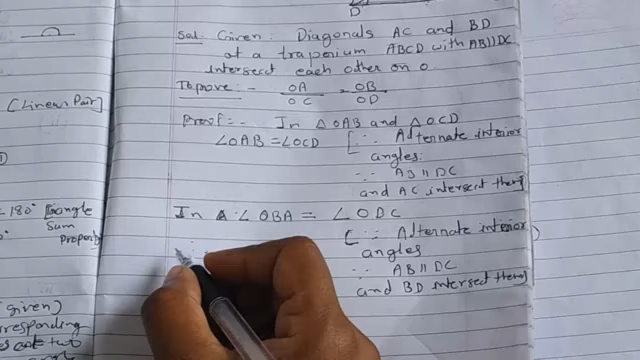 D
Sol: Given: Diagonals AC and BD
of a trapezium ABCD with AB||DC
intersect each other on O.
To prove:- OA/OC = OB/OD
Proof:- In △OAB and △OCD
∠OAB = ∠OCD [∵ Alternate interior
angles.
∵ AB || DC
and AC intersect them]
In △ ∠OBA = ∠ODC
[∵ Alternate interior
angles
∵ AB || DC
and BD intersect them]
[Linear Pair]
= 180° Triangle
Sum
Property
given)